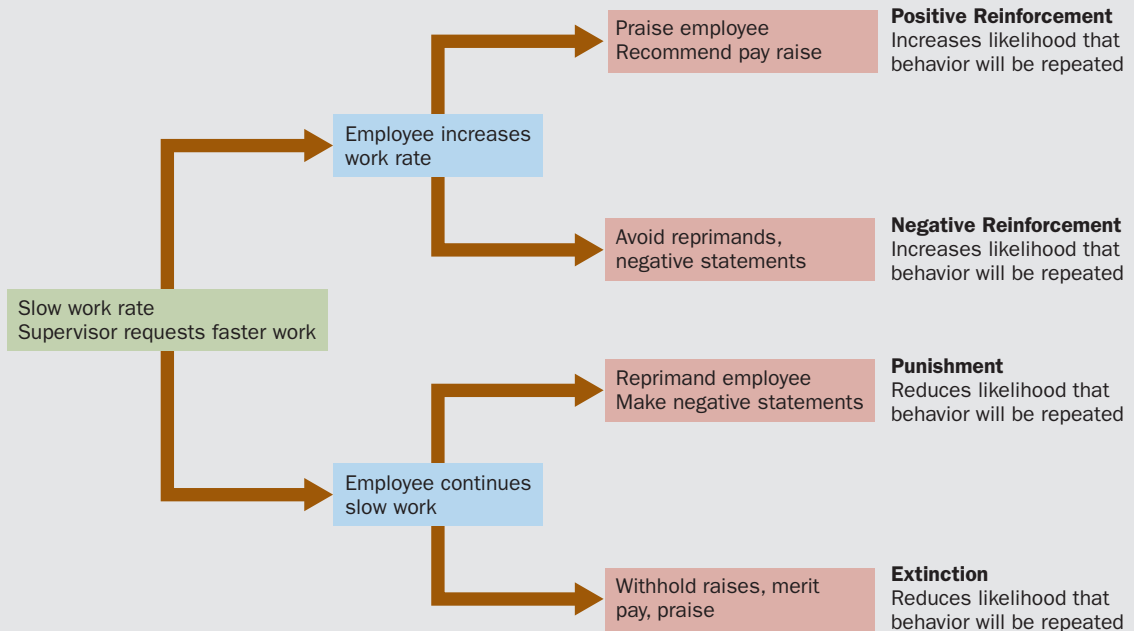 Praise employee
Recommend pay raise
Positive Reinforcement
Increases likelihood that
behavior will be repeated
Employee increases
work rate
Avoid reprimands,
negative statements
Negative Reinforcement
Increases likelihood that
behavior will be repeated
Slow work rate
Supervisor requests faster work
Reprimand employee
Make negative statements
Punishment
Reduces likelihood that
behavior will be repeated
Employee continues
slow work
Withhold raises, merit
pay, praise
Extinction
Reduces likelihood that
behavior will be repeated